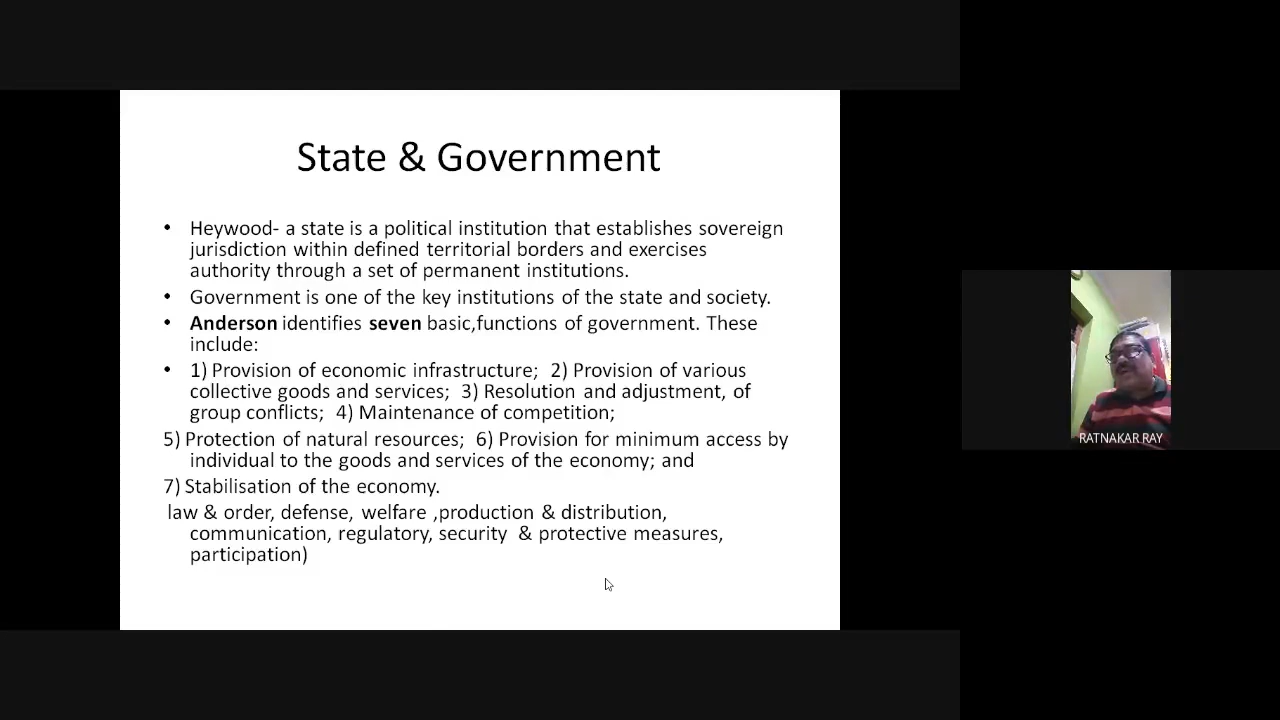 State & Government
• Heywood- a state is a political institution that establishes sovereign
jurisdiction within defined territorial borders and exercises
authority through a set of permanent institutions.
• Government is one of the key institutions of the state and society.
• Anderson identifies seven basic,functions of government. These
include:
• 1) Provision of economic infrastructure; 2) Provision of various
collective goods and services; 3) Resolution and adjustment, of
group conflicts; 4) Maintenance of competition;
5) Protection of natural resources; 6) Provision for minimum access by
individual to the goods and services of the economy; and
7) Stabilisation of the economy.
law & order, defense, welfare ,production & distribution,
communication, regulatory, security & protective measures,
participation)
RATNAKAR RAY